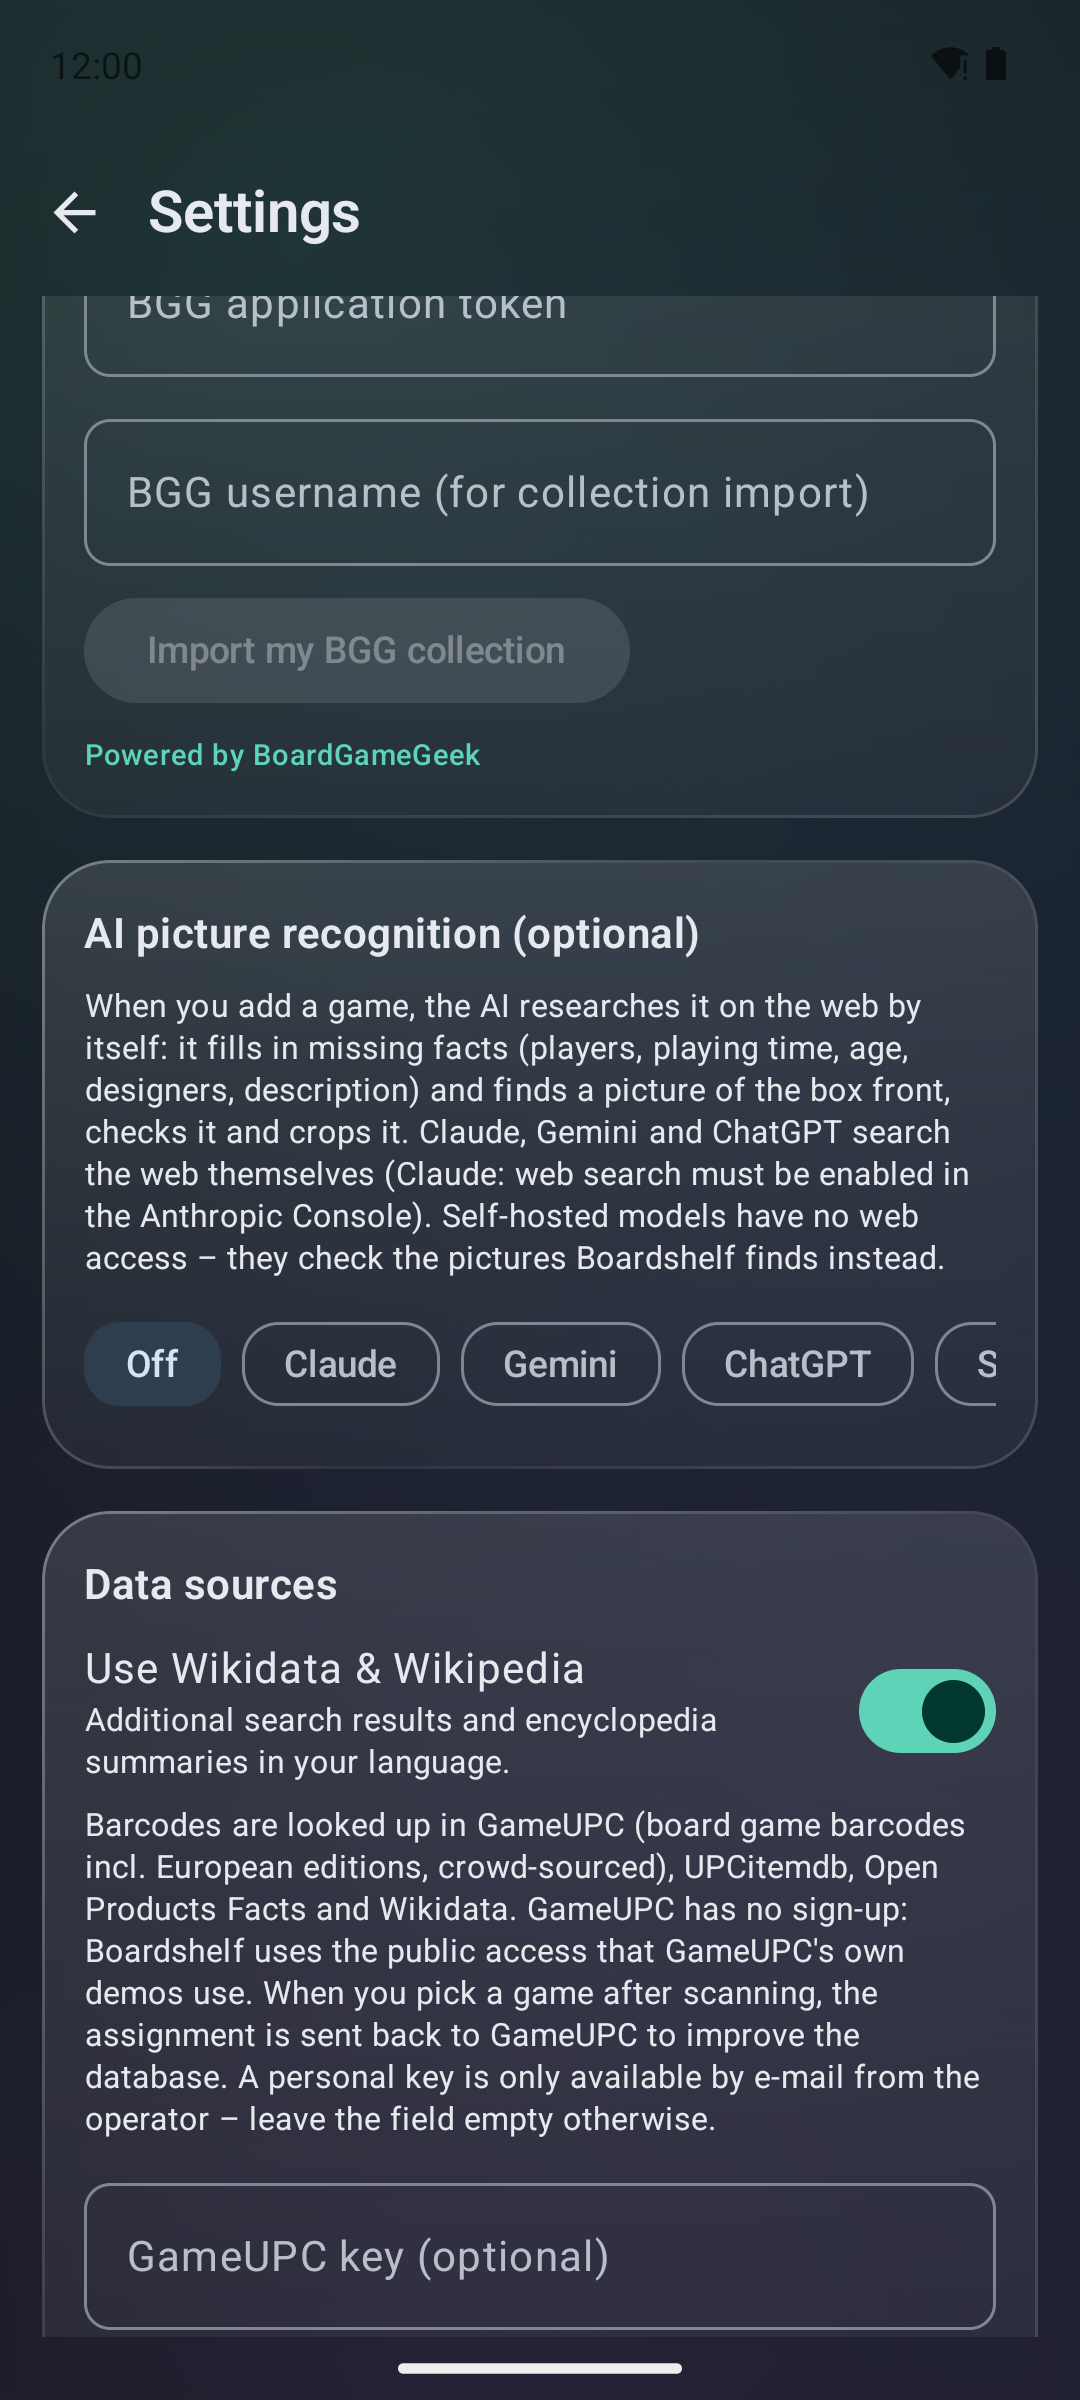 12:00
Settings
BGG application token
BGG username (for collection import)
Import my BGG collection
Powered by BoardGameGeek
AI picture recognition (optional)
When you add a game, the AI researches it on the web by
itself: it fills in missing facts (players, playing time, age,
designers, description) and finds a picture of the box front,
checks it and crops it. Claude, Gemini and ChatGPT search
the web themselves (Claude: web search must be enabled in
the Anthropic Console). Self-hosted models have no web
access – they check the pictures Boardshelf finds instead.
Off Claude Gemini ChatGPT S
Data sources
Use Wikidata & Wikipedia
Additional search results and encyclopedia
summaries in your language.
Barcodes are looked up in GameUPC (board game barcodes
incl. European editions, crowd-sourced), UPCitemdb, Open
Products Facts and Wikidata. GameUPC has no sign-up:
Boardshelf uses the public access that GameUPC's own
demos use. When you pick a game after scanning, the
assignment is sent back to GameUPC to improve the
database. A personal key is only available by e-mail from the
operator – leave the field empty otherwise.
GameUPC key (optional)